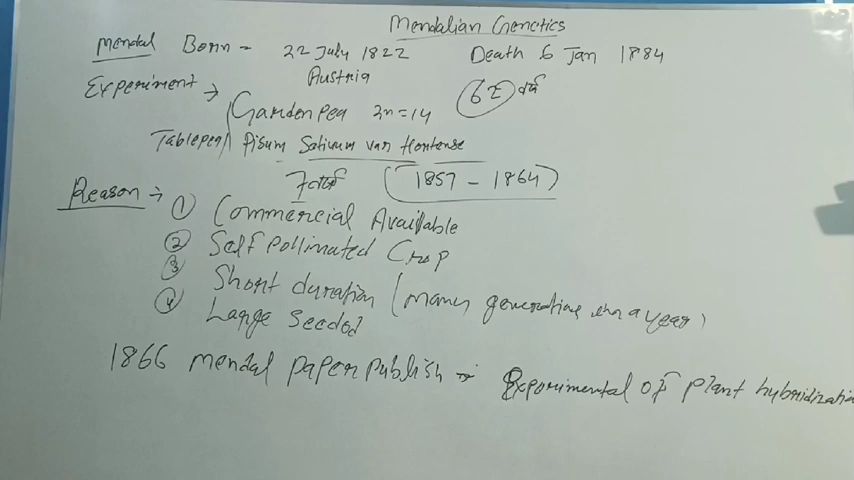 Mendalian Genetics
Mendal Born - 22 July 1822 Death 6 Jan 1884
Austria
Experiment → Garden pea 2n=14 62 वर्ष
Tablepea/ Pisum Sativum var Hortense
7 वर्ष (1857 - 1864)
Reason →
① Commercial Available
② Self pollinated Crop
③ Short duration (many generation in a year)
④ Large seeded
1866 mendal paper publish → Experimental of plant hybridization